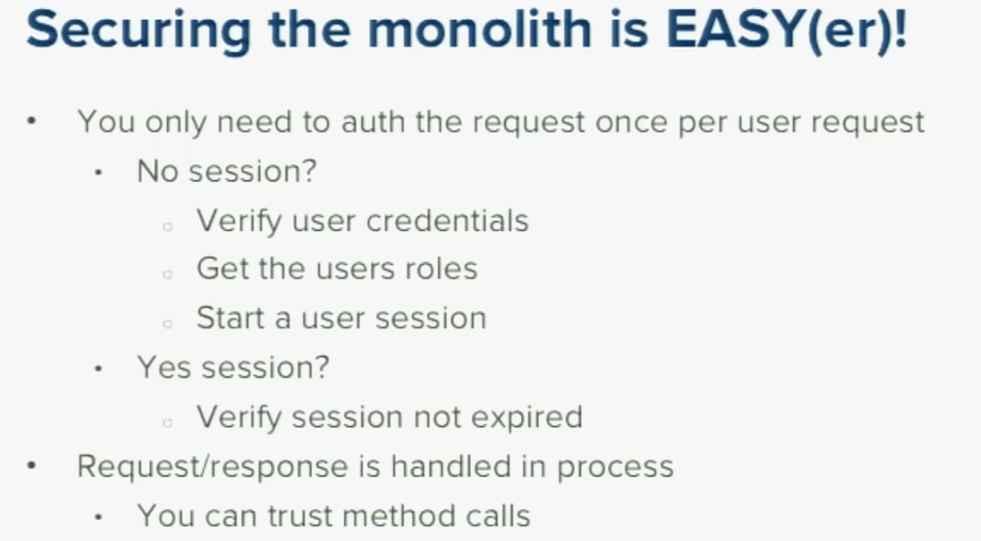 Securing the monolith is EASY(er)!
• You only need to auth the request once per user request
• No session?
▫ Verify user credentials
▫ Get the users roles
▫ Start a user session
• Yes session?
▫ Verify session not expired
• Request/response is handled in process
• You can trust method calls